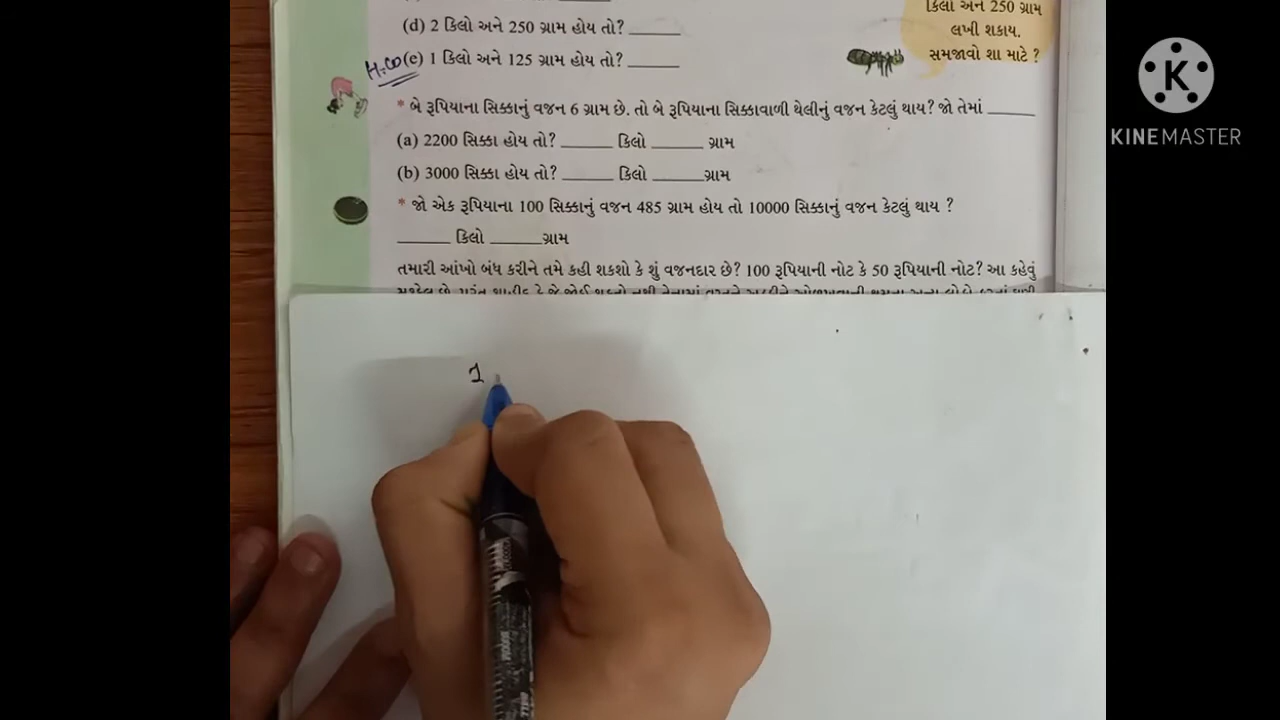 કિલો અને 250 ગ્રામ
લખી શકાય.
સમજાવો શા માટે ?
(d) 2 કિલો અને 250 ગ્રામ હોય તો? ______
H.W (e) 1 કિલો અને 125 ગ્રામ હોય તો? ______
* બે રૂપિયાના સિક્કાનું વજન 6 ગ્રામ છે. તો બે રૂપિયાના સિક્કાવાળી થેલીનું વજન કેટલું થાય? જો તેમાં ______
(a) 2200 સિક્કા હોય તો? ______ કિલો ______ ગ્રામ
(b) 3000 સિક્કા હોય તો? ______ કિલો ______ગ્રામ
* જો એક રૂપિયાના 100 સિક્કાનું વજન 485 ગ્રામ હોય તો 10000 સિક્કાનું વજન કેટલું થાય ?
______ કિલો ______ગ્રામ
તમારી આંખો બંધ કરીને તમે કહી શકશો કે શું વજનદાર છે? 100 રૂપિયાની નોટ કે 50 રૂપિયાની નોટ? આ કહેવું
1
K
KINEMASTER